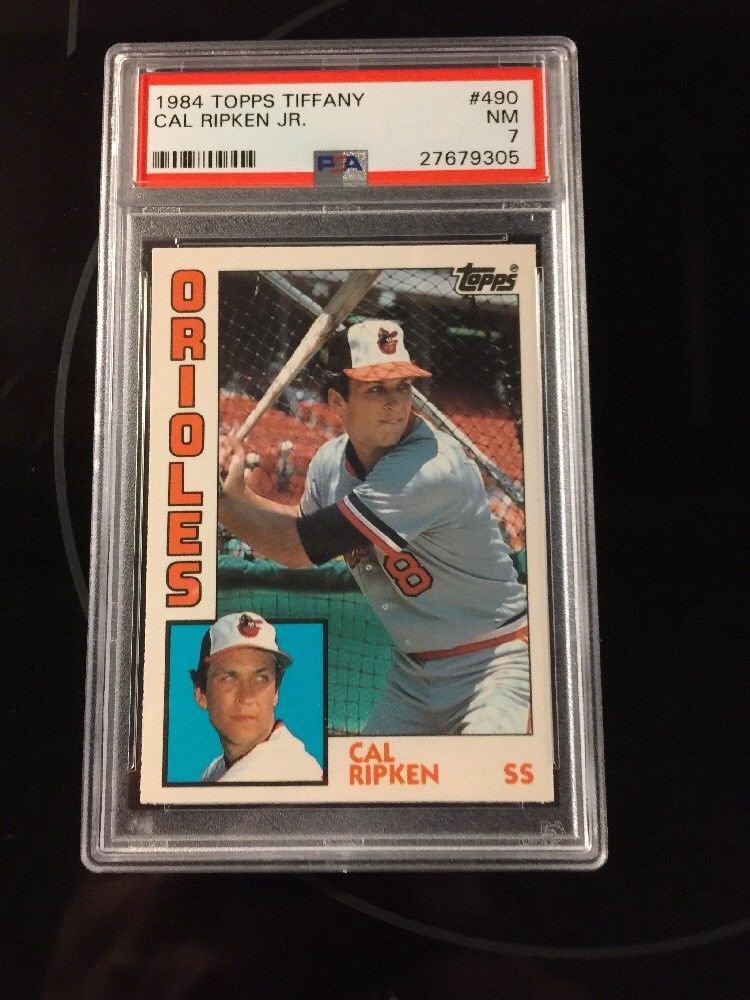 1984 TOPPS TIFFANY #490
CAL RIPKEN JR. NM
7
PSA 27679305
topps®
ORIOLES
8
CAL
RIPKEN SS